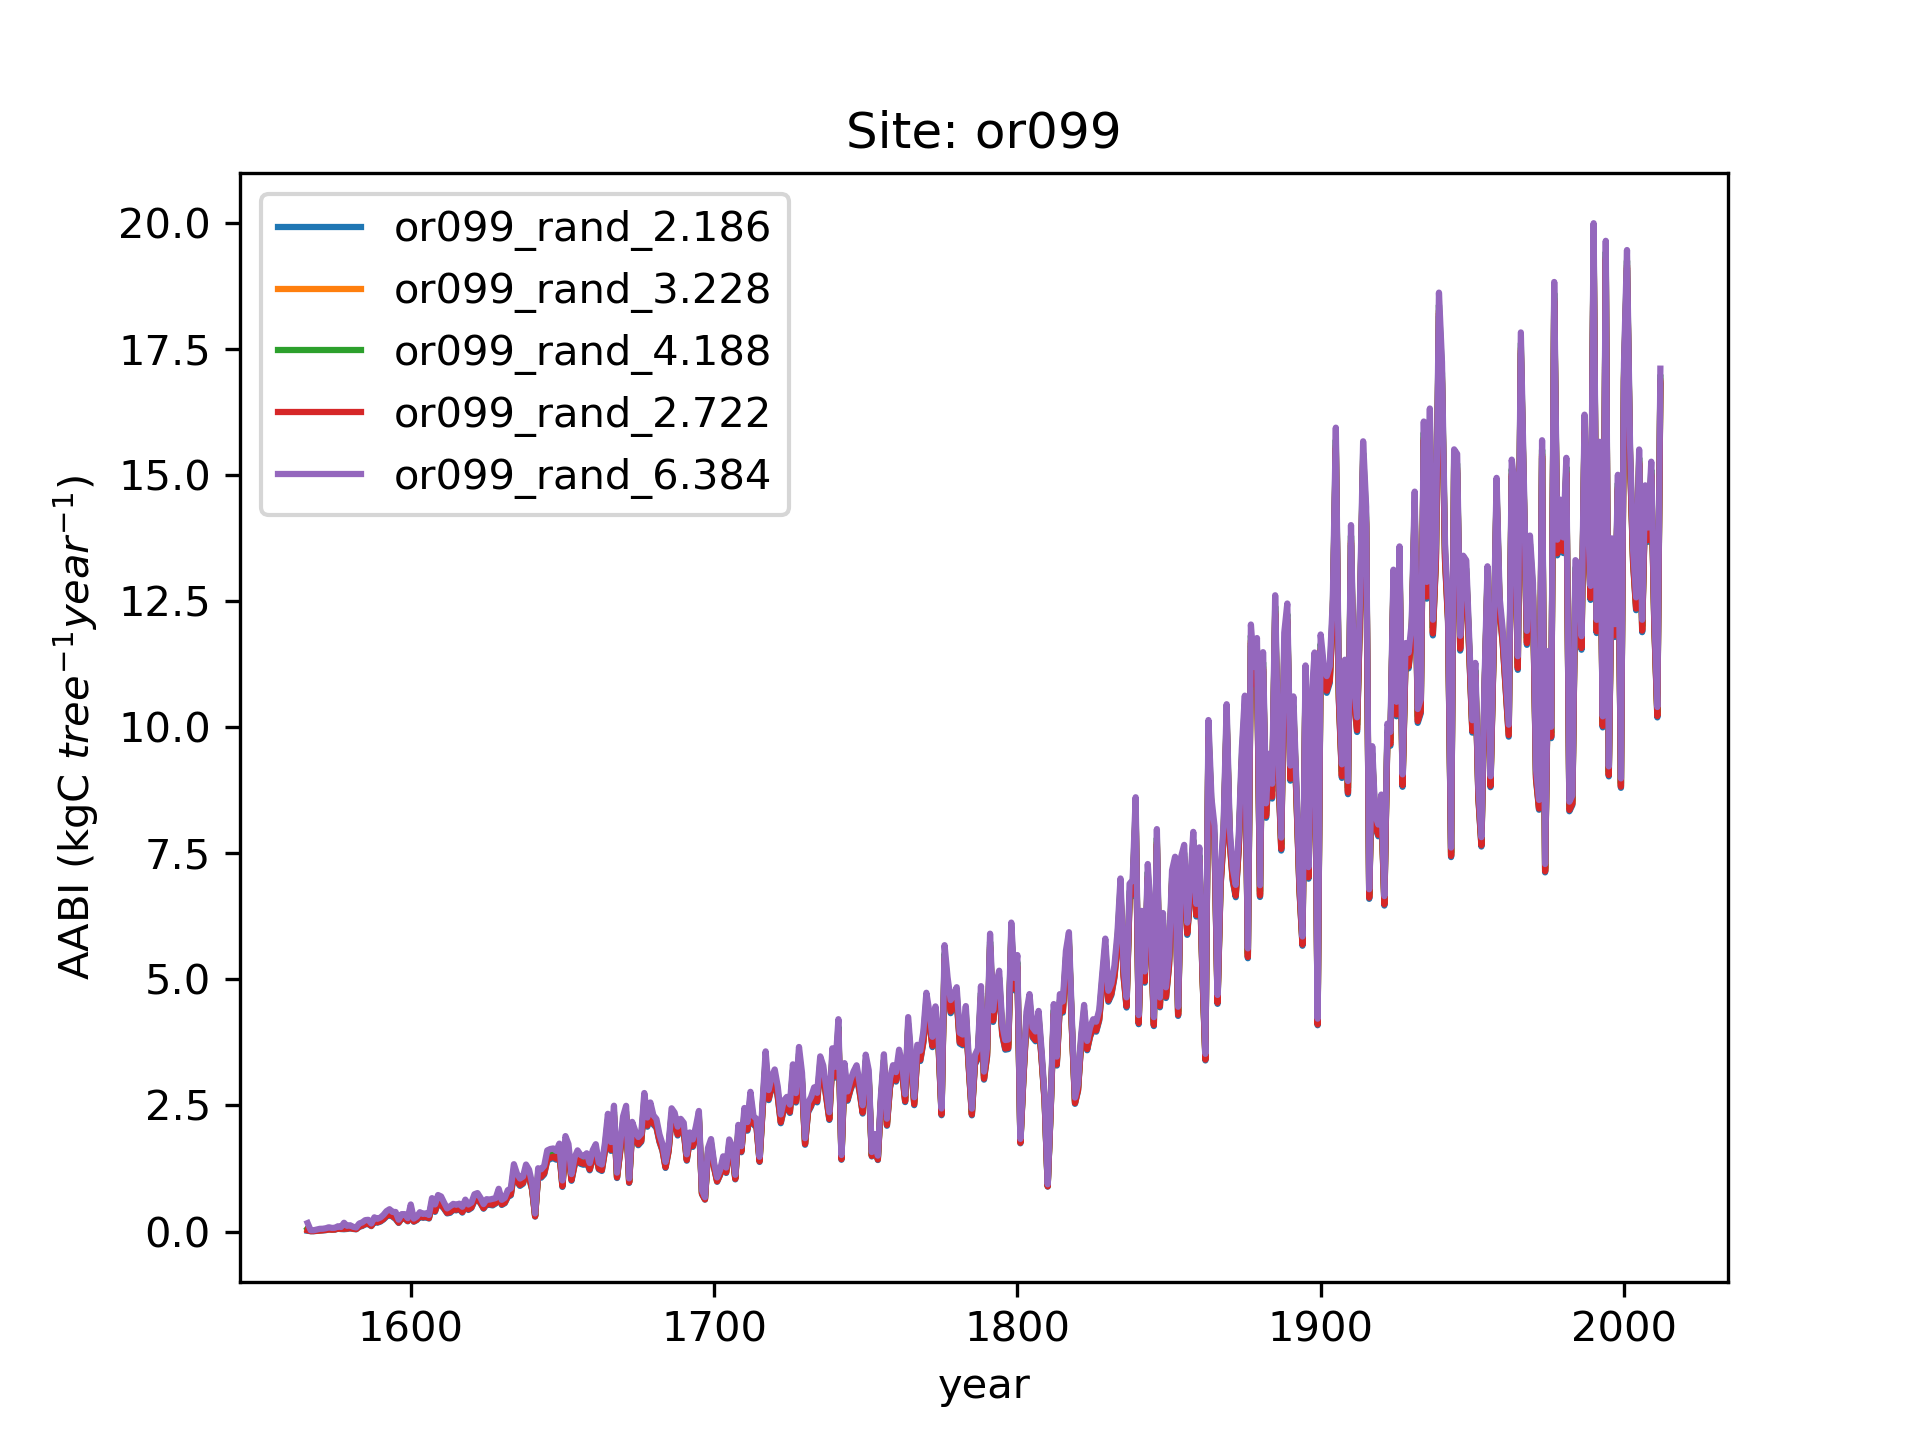 Site: or099
or099_rand_2.186
or099_rand_3.228
or099_rand_4.188
or099_rand_2.722
or099_rand_6.384
AABI (kgC tree⁻¹year⁻¹)
20.0
17.5
15.0
12.5
10.0
7.5
5.0
2.5
0.0
1600 1700 1800 1900 2000
year